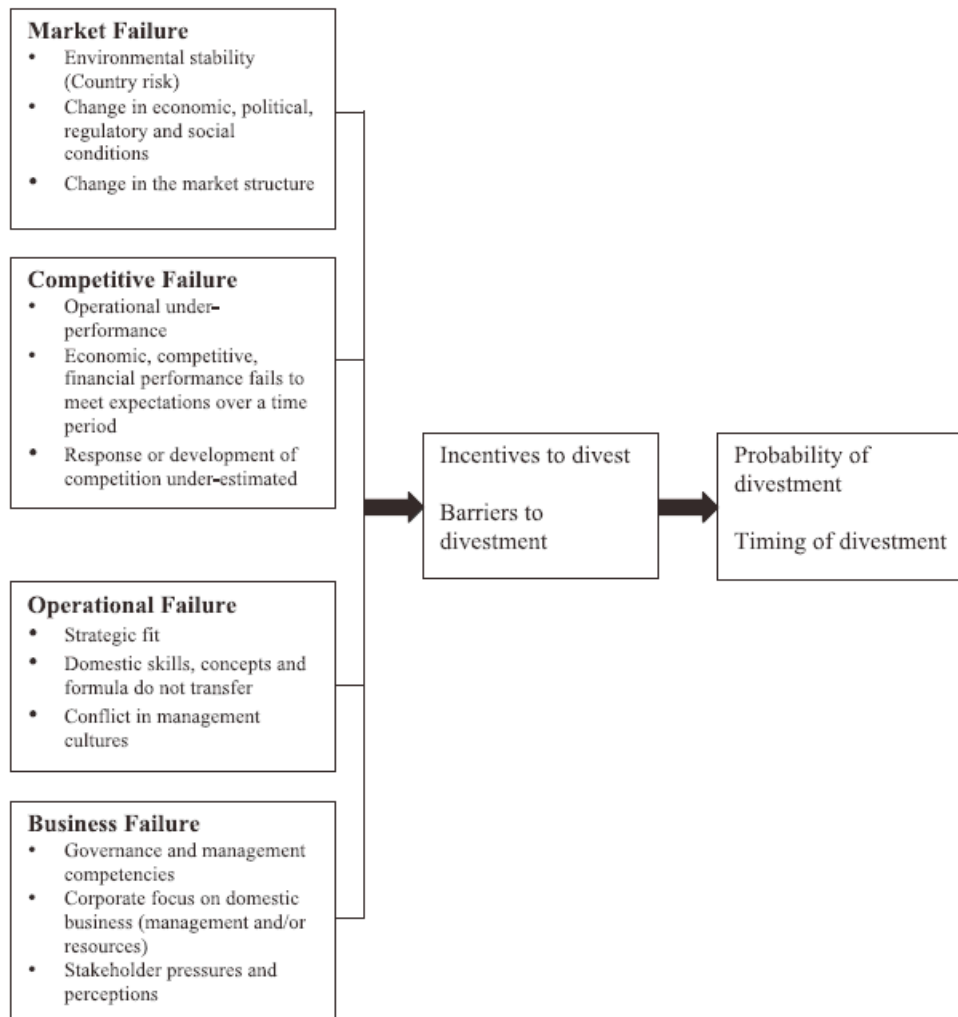 Market Failure
• Environmental stability
(Country risk)
• Change in economic, political,
regulatory and social
conditions
• Change in the market structure
Competitive Failure
• Operational under-
performance
• Economic, competitive,
financial performance fails to
meet expectations over a time
period
• Response or development of
competition under-estimated
Operational Failure
• Strategic fit
• Domestic skills, concepts and
formula do not transfer
• Conflict in management
cultures
Business Failure
• Governance and management
competencies
• Corporate focus on domestic
business (management and/or
resources)
• Stakeholder pressures and
perceptions
Incentives to divest
Barriers to
divestment
Probability of
divestment
Timing of divestment